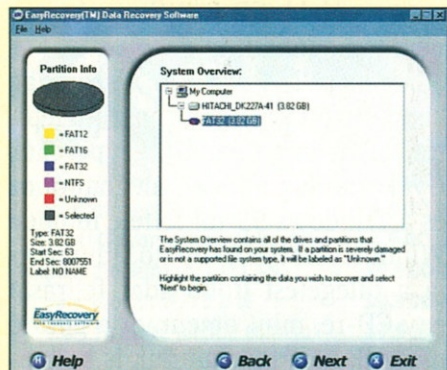 EasyRecovery(TM) Data Recovery Software
File Help
Partition Info
= FAT12
= FAT16
= FAT32
= NTFS
= Unknown
= Selected
Type: FAT32
Size: 3.82 GB
Start Sec: 63
End Sec: 8007551
Label: NO NAME
EasyRecovery
System Overview:
My Computer
HITACHI_DK227A-41 (3.82 GB)
FAT32 (3.82 GB)
The System Overview contains all of the drives and partitions that
EasyRecovery has found on your system. If a partition is severely damaged
or is not a supported file system type, it will be labeled as "Unknown."
Highlight the partition containing the data you wish to recover and select
'Next' to begin.
Help
Back
Next
Exit